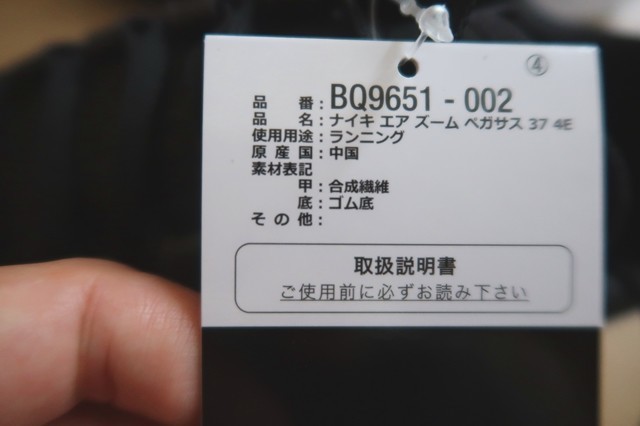 ④
品番：BQ9651-002
品名：ナイキ エア ズーム ペガサス 37 4E
使用用途：ランニング
原産国：中国
素材表記
甲：合成繊維
底：ゴム底
その他：
取扱説明書
ご使用前に必ずお読み下さい